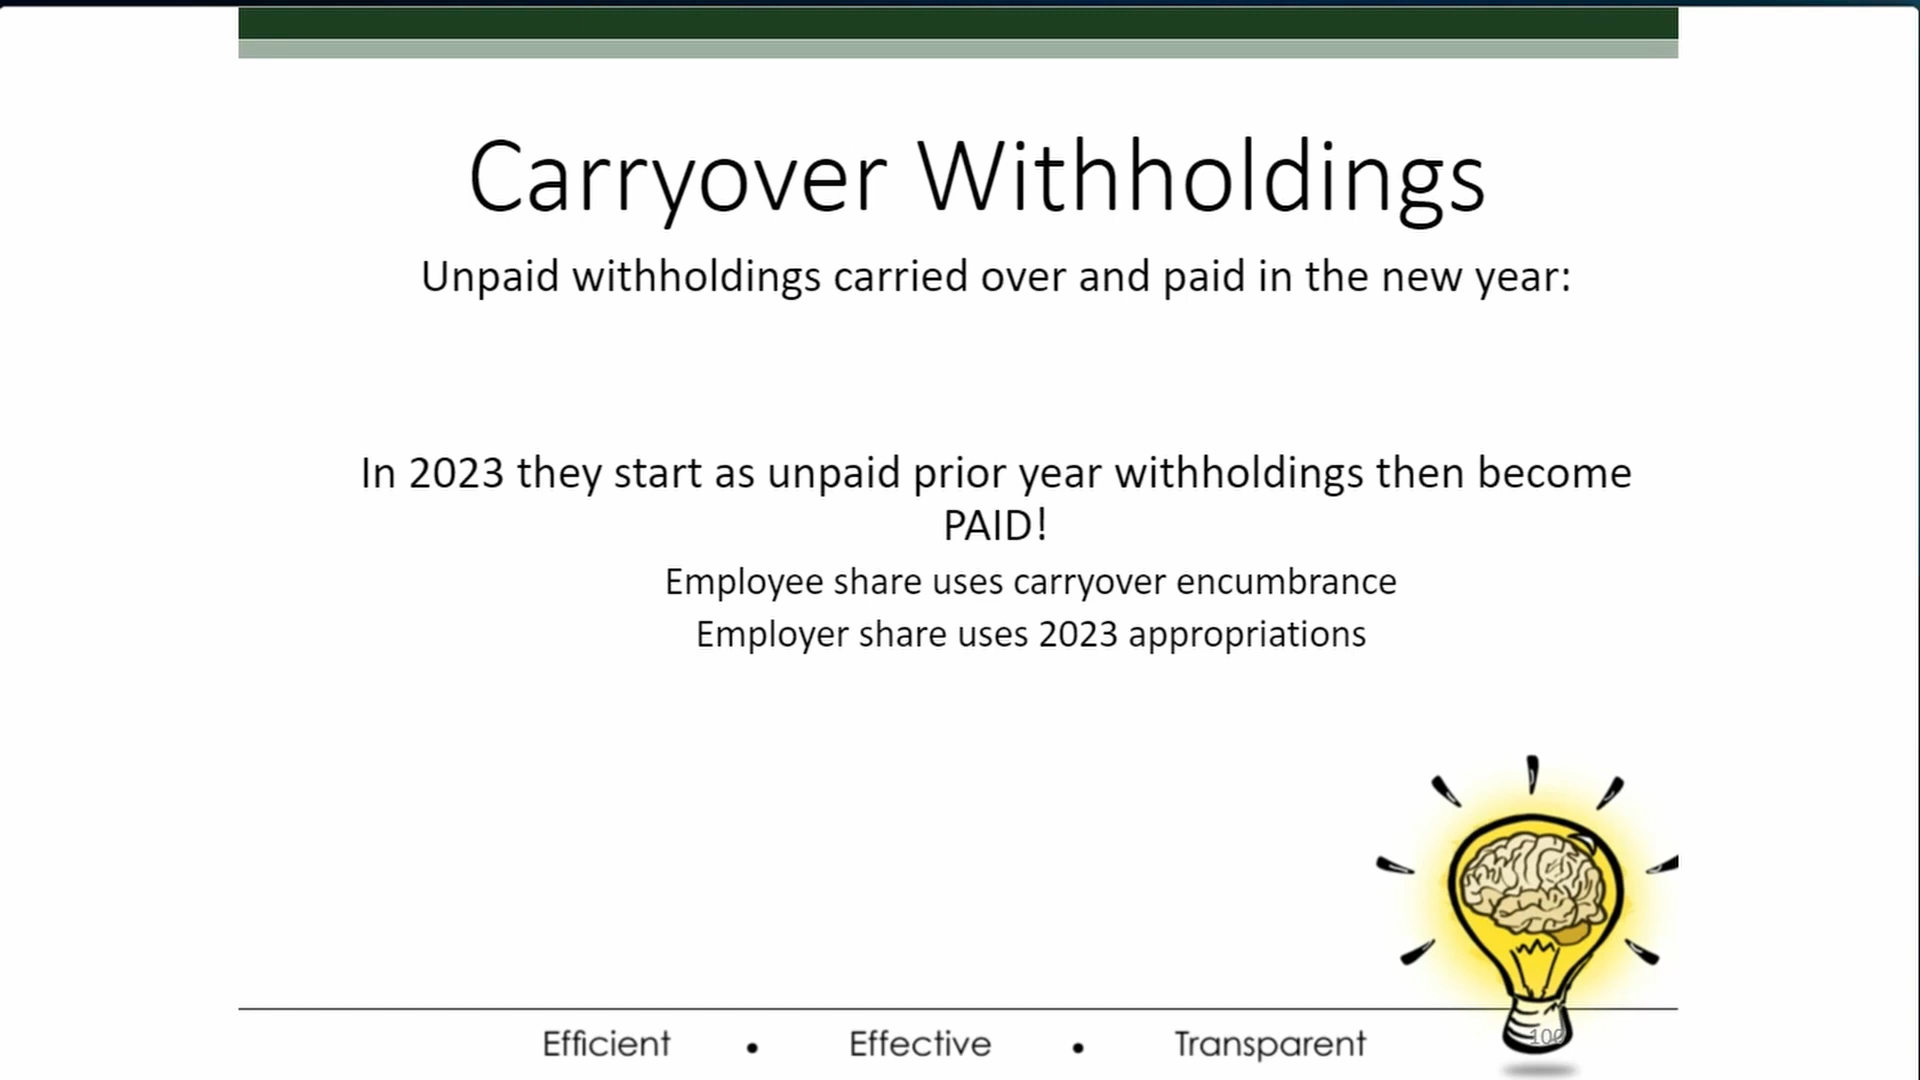 Carryover Withholdings
Unpaid withholdings carried over and paid in the new year:
In 2023 they start as unpaid prior year withholdings then become
PAID!
Employee share uses carryover encumbrance
Employer share uses 2023 appropriations
Efficient • Effective • Transparent